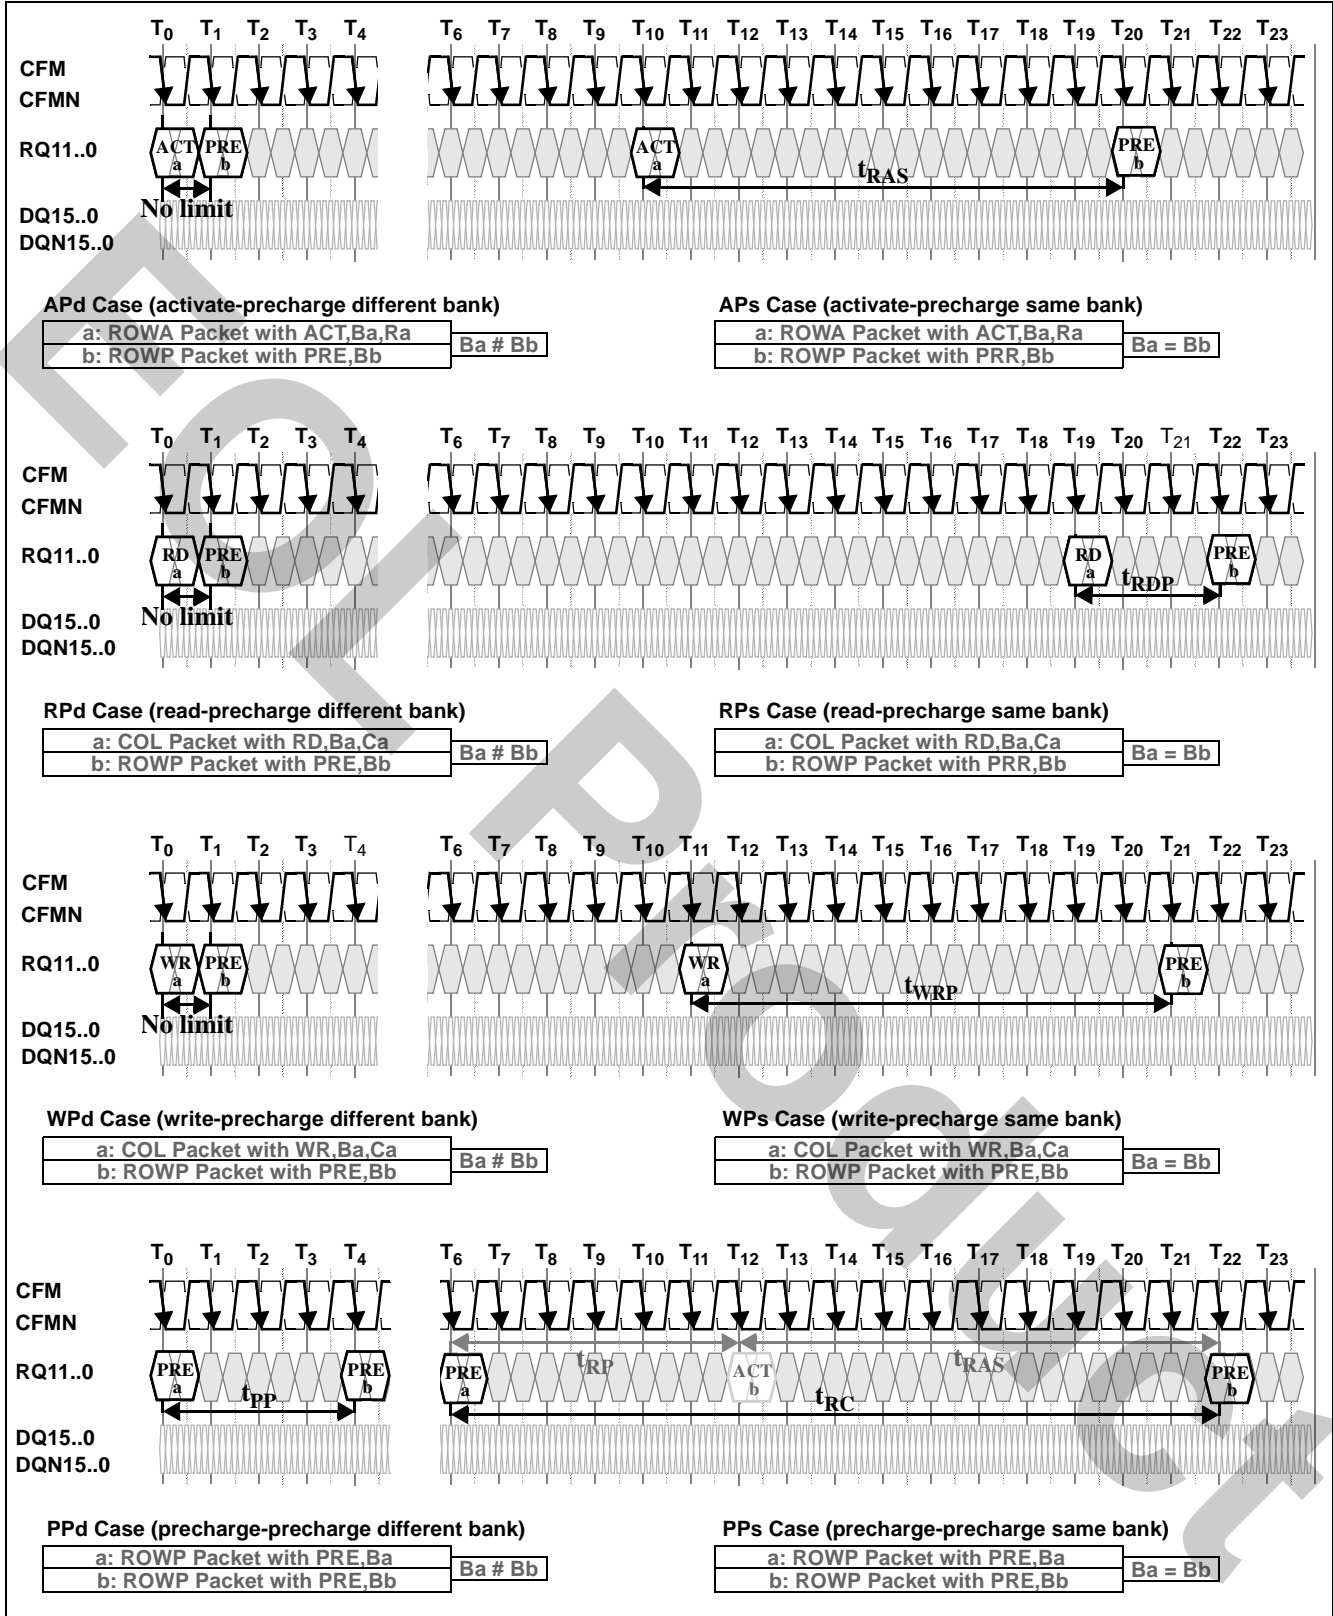 T0 T1 T2 T3 T4 T6 T7 T8 T9 T10 T11 T12 T13 T14 T15 T16 T17 T18 T19 T20 T21 T22 T23
CFM
CFMN
RQ11..0
ACT a PRE b ACT a PRE b
No limit tRAS
DQ15..0
DQN15..0
APd Case (activate-precharge different bank) APs Case (activate-precharge same bank)
a: ROWA Packet with ACT,Ba,Ra Ba # Bb a: ROWA Packet with ACT,Ba,Ra Ba = Bb
b: ROWP Packet with PRE,Bb b: ROWP Packet with PRR,Bb
T0 T1 T2 T3 T4 T6 T7 T8 T9 T10 T11 T12 T13 T14 T15 T16 T17 T18 T19 T20 T21 T22 T23
CFM
CFMN
RQ11..0
RD a PRE b RD a PRE b
No limit tRDP
DQ15..0
DQN15..0
RPd Case (read-precharge different bank) RPs Case (read-precharge same bank)
a: COL Packet with RD,Ba,Ca Ba # Bb a: COL Packet with RD,Ba,Ca Ba = Bb
b: ROWP Packet with PRE,Bb b: ROWP Packet with PRR,Bb
T0 T1 T2 T3 T4 T6 T7 T8 T9 T10 T11 T12 T13 T14 T15 T16 T17 T18 T19 T20 T21 T22 T23
CFM
CFMN
RQ11..0
WR a PRE b WR a PRE b
No limit tWRP
DQ15..0
DQN15..0
WPd Case (write-precharge different bank) WPs Case (write-precharge same bank)
a: COL Packet with WR,Ba,Ca Ba # Bb a: COL Packet with WR,Ba,Ca Ba = Bb
b: ROWP Packet with PRE,Bb b: ROWP Packet with PRE,Bb
T0 T1 T2 T3 T4 T6 T7 T8 T9 T10 T11 T12 T13 T14 T15 T16 T17 T18 T19 T20 T21 T22 T23
CFM
CFMN
RQ11..0
PRE a PRE b PRE a tRP ACT b tRAS PRE b
tPP tRC
DQ15..0
DQN15..0
PPd Case (precharge-precharge different bank) PPs Case (precharge-precharge same bank)
a: ROWP Packet with PRE,Ba Ba # Bb a: ROWP Packet with PRE,Ba Ba = Bb
b: ROWP Packet with PRE,Bb b: ROWP Packet with PRE,Bb
EOL Product